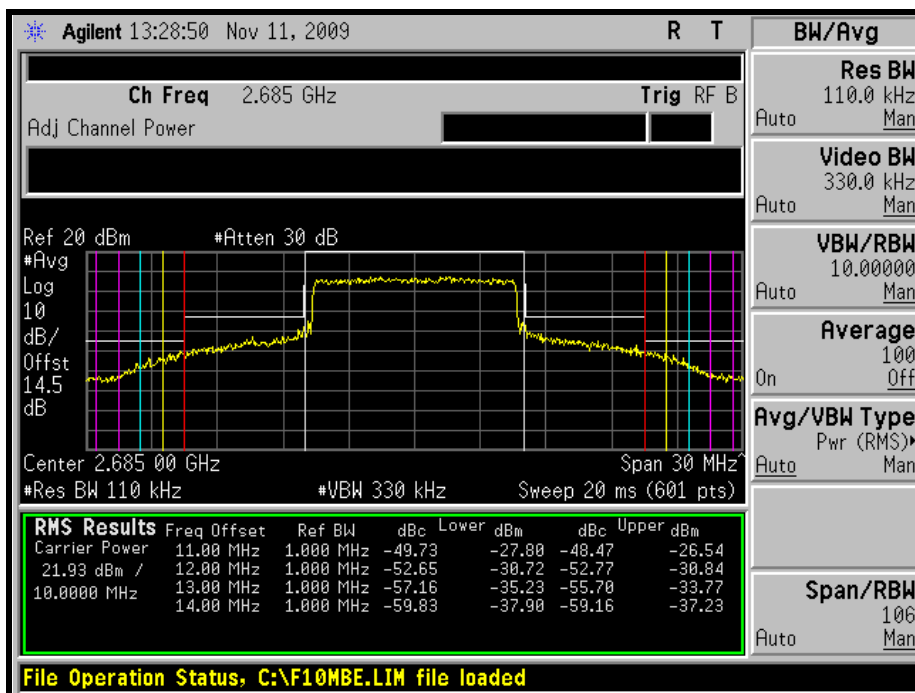 Agilent 13:28:50 Nov 11, 2009 R T
Ch Freq 2.685 GHz Trig RF B
Adj Channel Power
Ref 20 dBm #Atten 30 dB
#Avg
Log
10
dB/
Offst
14.5
dB
Center 2.685 00 GHz Span 30 MHz^
#Res BW 110 kHz #VBW 330 kHz Sweep 20 ms (601 pts)
RMS Results Freq Offset Ref BW dBc Lower dBm dBc Upper dBm
Carrier Power 11.00 MHz 1.000 MHz -49.73 -27.80 -48.47 -26.54
21.93 dBm / 12.00 MHz 1.000 MHz -52.65 -30.72 -52.77 -30.84
10.0000 MHz 13.00 MHz 1.000 MHz -57.16 -35.23 -55.70 -33.77
14.00 MHz 1.000 MHz -59.83 -37.90 -59.16 -37.23
File Operation Status, C:\F10MBE.LIM file loaded
BW/Avg
Res BW
110.0 kHz
Auto Man
Video BW
330.0 kHz
Auto Man
VBW/RBW
10.00000
Auto Man
Average
100
On Off
Avg/VBW Type
Pwr (RMS)▸
Auto Man
Span/RBW
106
Auto Man